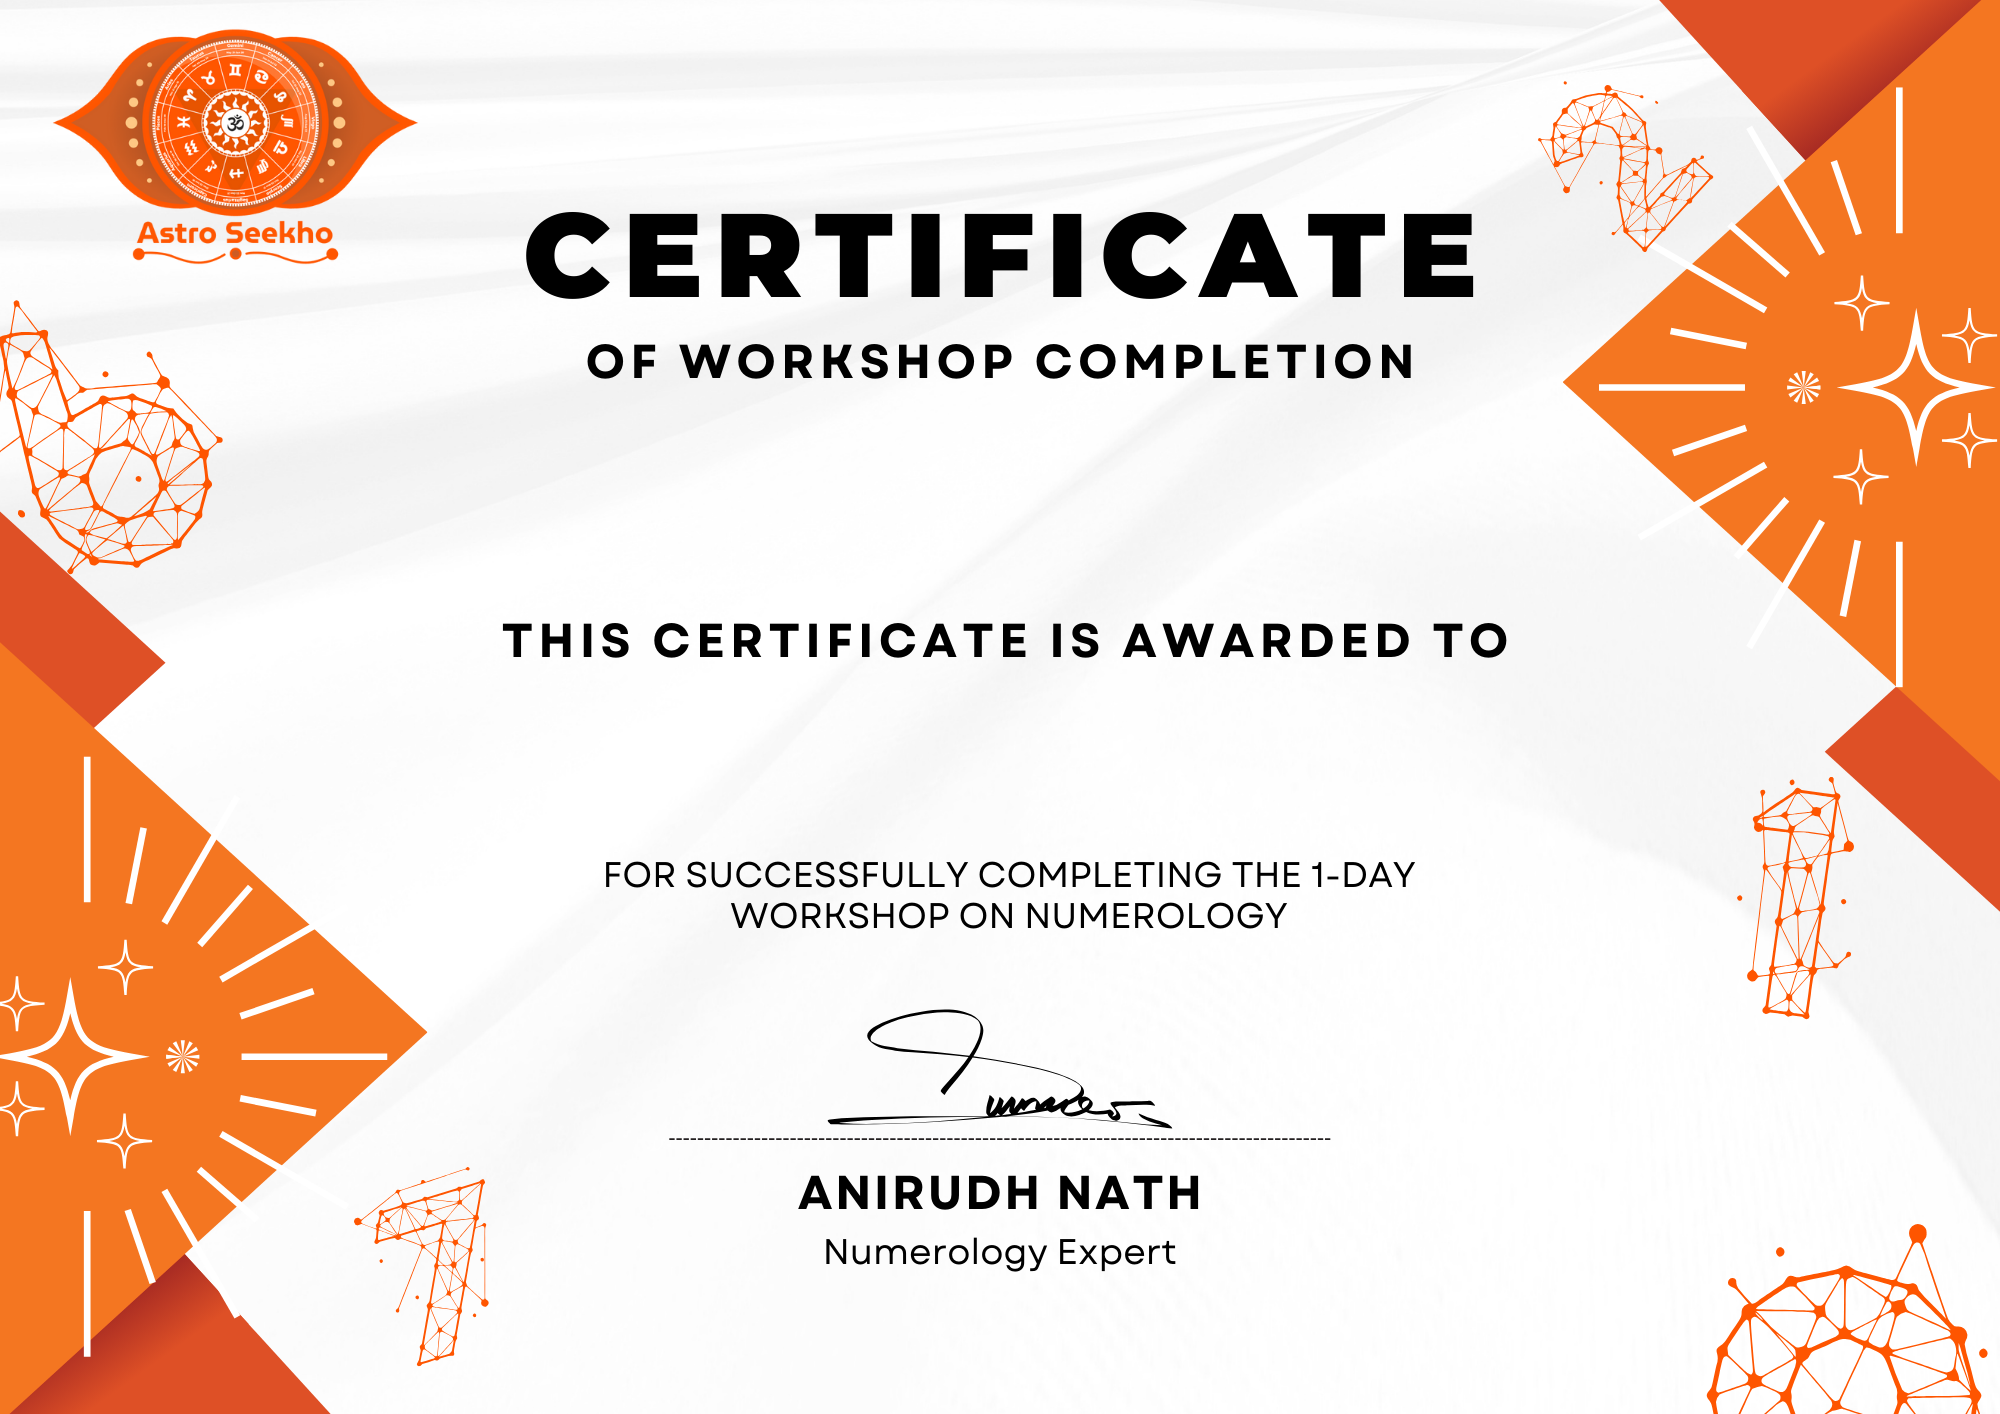 Astro Seekho
CERTIFICATE
OF WORKSHOP COMPLETION
THIS CERTIFICATE IS AWARDED TO
FOR SUCCESSFULLY COMPLETING THE 1-DAY
WORKSHOP ON NUMEROLOGY
ANIRUDH NATH
Numerology Expert